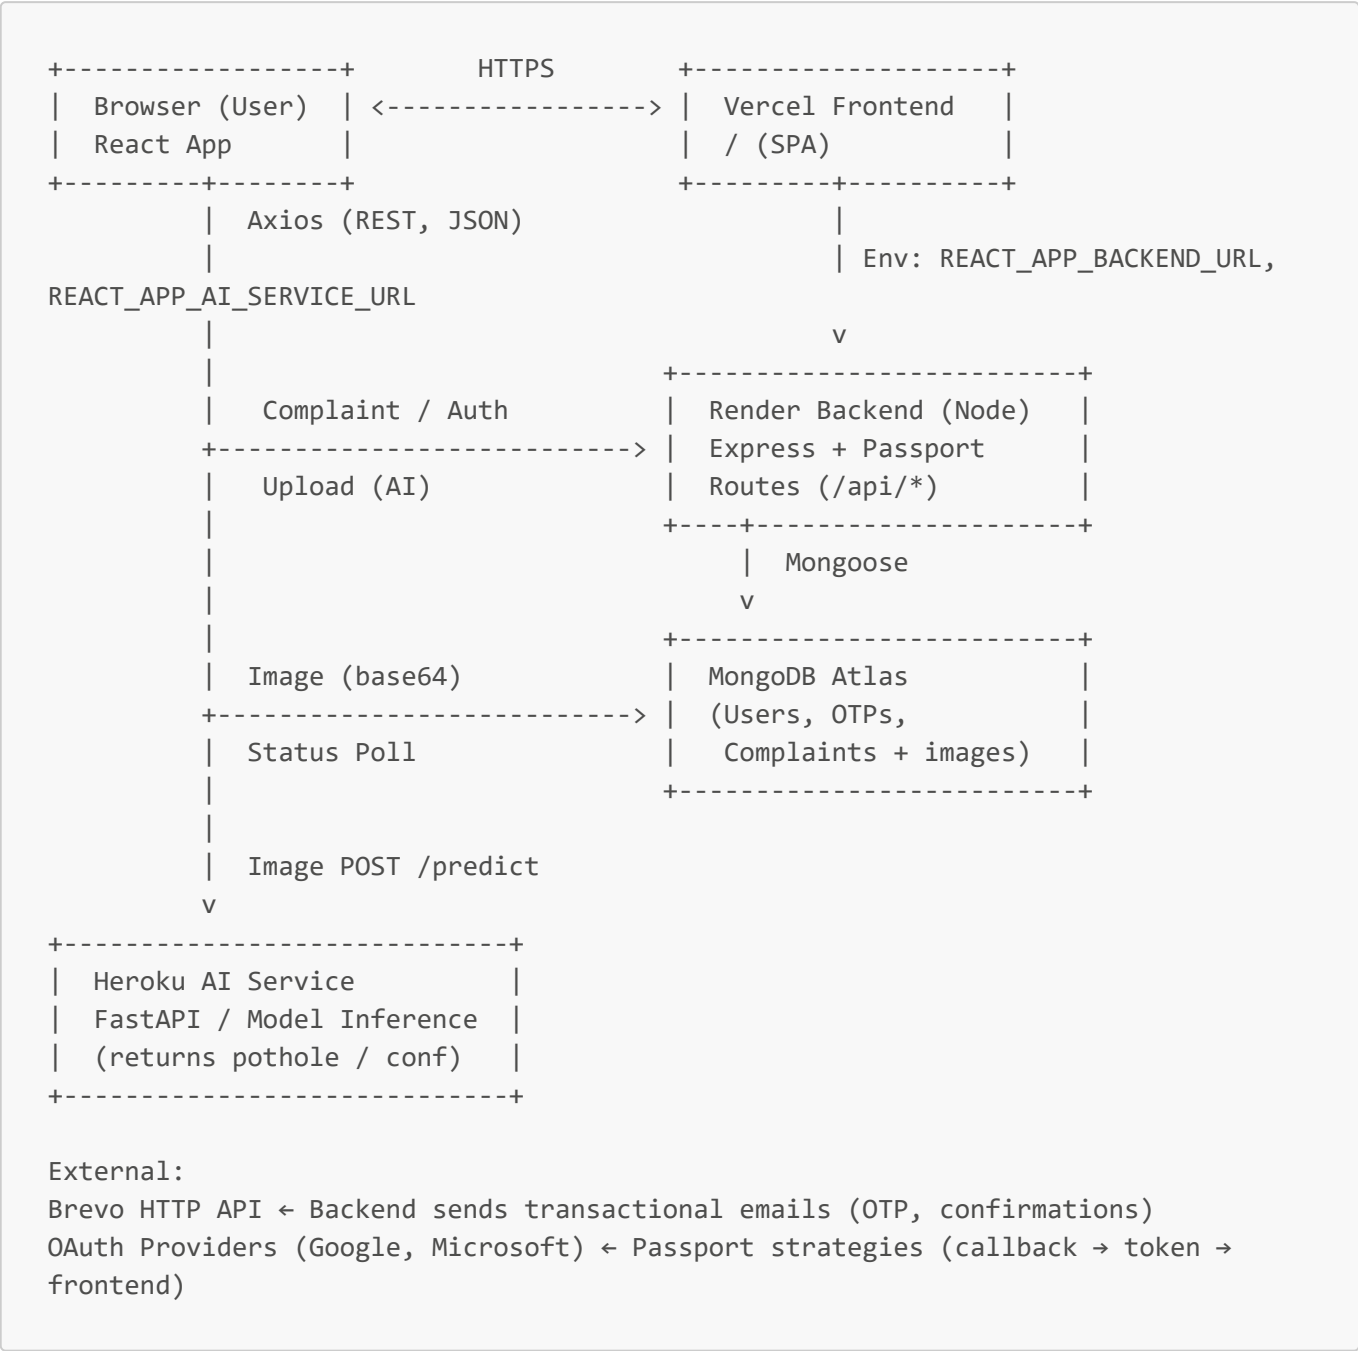 +------------------+        HTTPS        +--------------------+
|  Browser (User)  | <-----------------> |  Vercel Frontend   |
|  React App       |                     |  / (SPA)           |
+---------+--------+                     +---------+----------+
          |  Axios (REST, JSON)                    |
          |                                        | Env: REACT_APP_BACKEND_URL,
REACT_APP_AI_SERVICE_URL
          |                                        v
          |                             +--------------------------+
          |   Complaint / Auth          |  Render Backend (Node)   |
          +---------------------------> |  Express + Passport      |
          |   Upload (AI)               |  Routes (/api/*)         |
          |                             +----+---------------------+
          |                                  |  Mongoose
          |                                  v
          |                             +--------------------------+
          |  Image (base64)             |  MongoDB Atlas           |
          +---------------------------> |  (Users, OTPs,           |
          |  Status Poll                |   Complaints + images)   |
          |                             +--------------------------+
          |
          |  Image POST /predict
          v
+-----------------------------+
|  Heroku AI Service          |
|  FastAPI / Model Inference  |
|  (returns pothole / conf)   |
+-----------------------------+

External:
Brevo HTTP API ← Backend sends transactional emails (OTP, confirmations)
OAuth Providers (Google, Microsoft) ← Passport strategies (callback → token →
frontend)